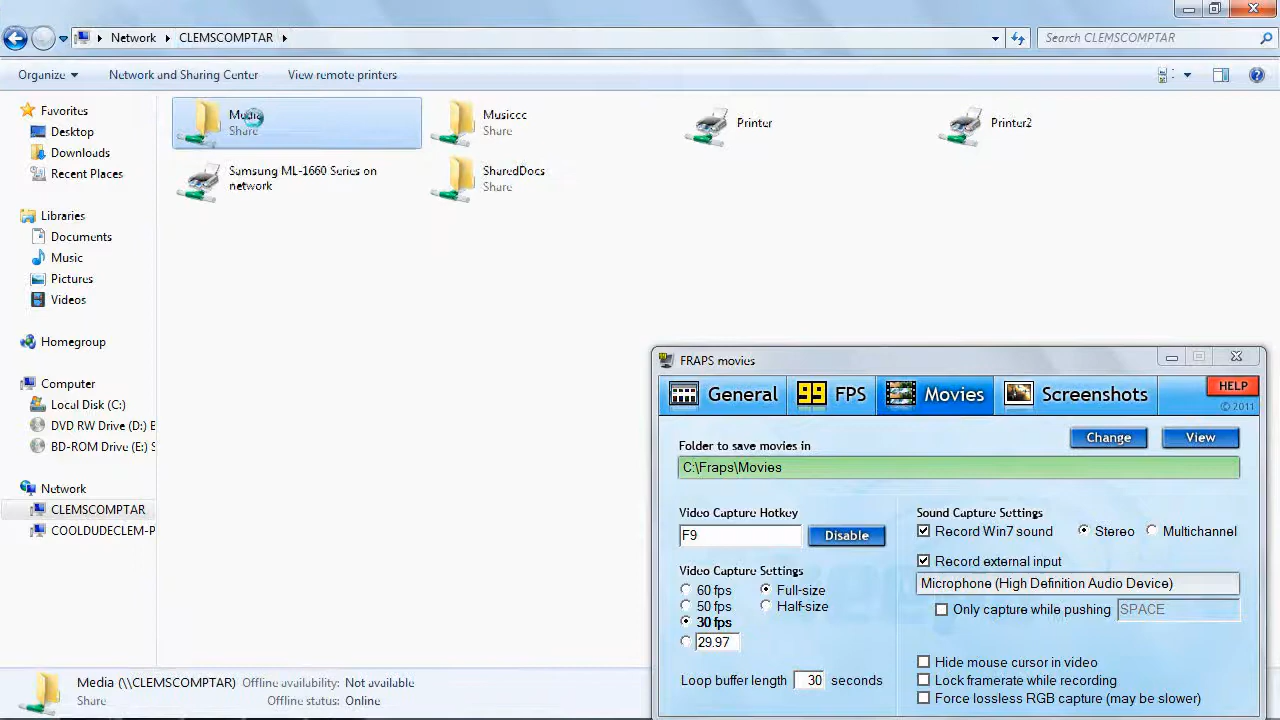 Network CLEMSCOMPTAR
Search CLEMSCOMPTAR
Organize Network and Sharing Center View remote printers
Favorites
Desktop
Downloads
Recent Places
Libraries
Documents
Music
Pictures
Videos
Homegroup
Computer
Local Disk (C:)
DVD RW Drive (D:) E
BD-ROM Drive (E:) S
Network
CLEMSCOMPTAR
COOLDUDECLEM-P
Media
Share
Musiccc
Share
Printer
Printer2
Samsung ML-1660 Series on
network
SharedDocs
Share
FRAPS movies
General
99 FPS
Movies
Screenshots
HELP
© 2011
Folder to save movies in
Change
View
C:\Fraps\Movies
Video Capture Hotkey
F9
Disable
Video Capture Settings
60 fps
50 fps
30 fps
29.97
Full-size
Half-size
Loop buffer length 30 seconds
Sound Capture Settings
Record Win7 sound
Stereo
Multichannel
Record external input
Microphone (High Definition Audio Device)
Only capture while pushing SPACE
Hide mouse cursor in video
Lock framerate while recording
Force lossless RGB capture (may be slower)
Media (\\CLEMSCOMPTAR) Offline availability: Not available
Share Offline status: Online